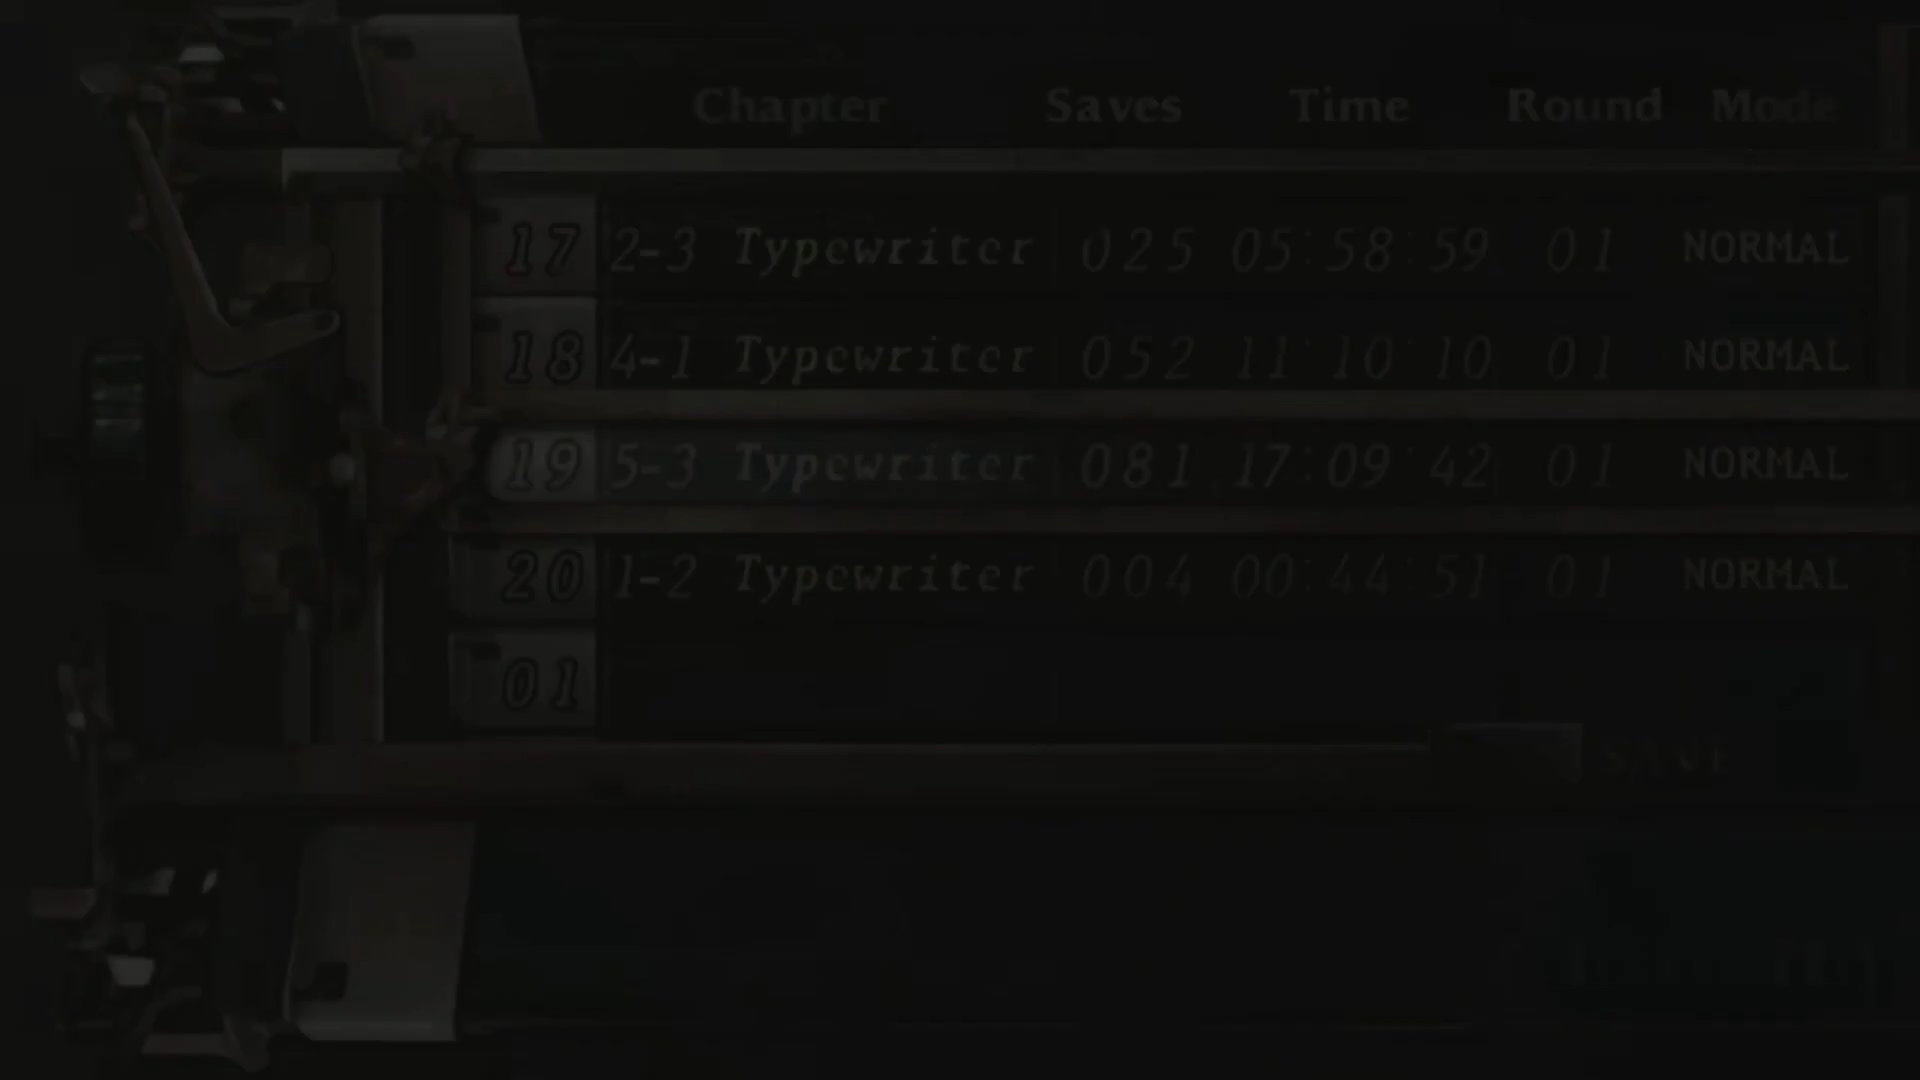 Chapter Saves Time Round Mode
17 2-3 Typewriter 025 05:58:59 01 NORMAL
18 4-1 Typewriter 052 11:10:10 01 NORMAL
19 5-3 Typewriter 081 17:09:42 01 NORMAL
20 1-2 Typewriter 004 00:44:51 01 NORMAL
01
SAVE